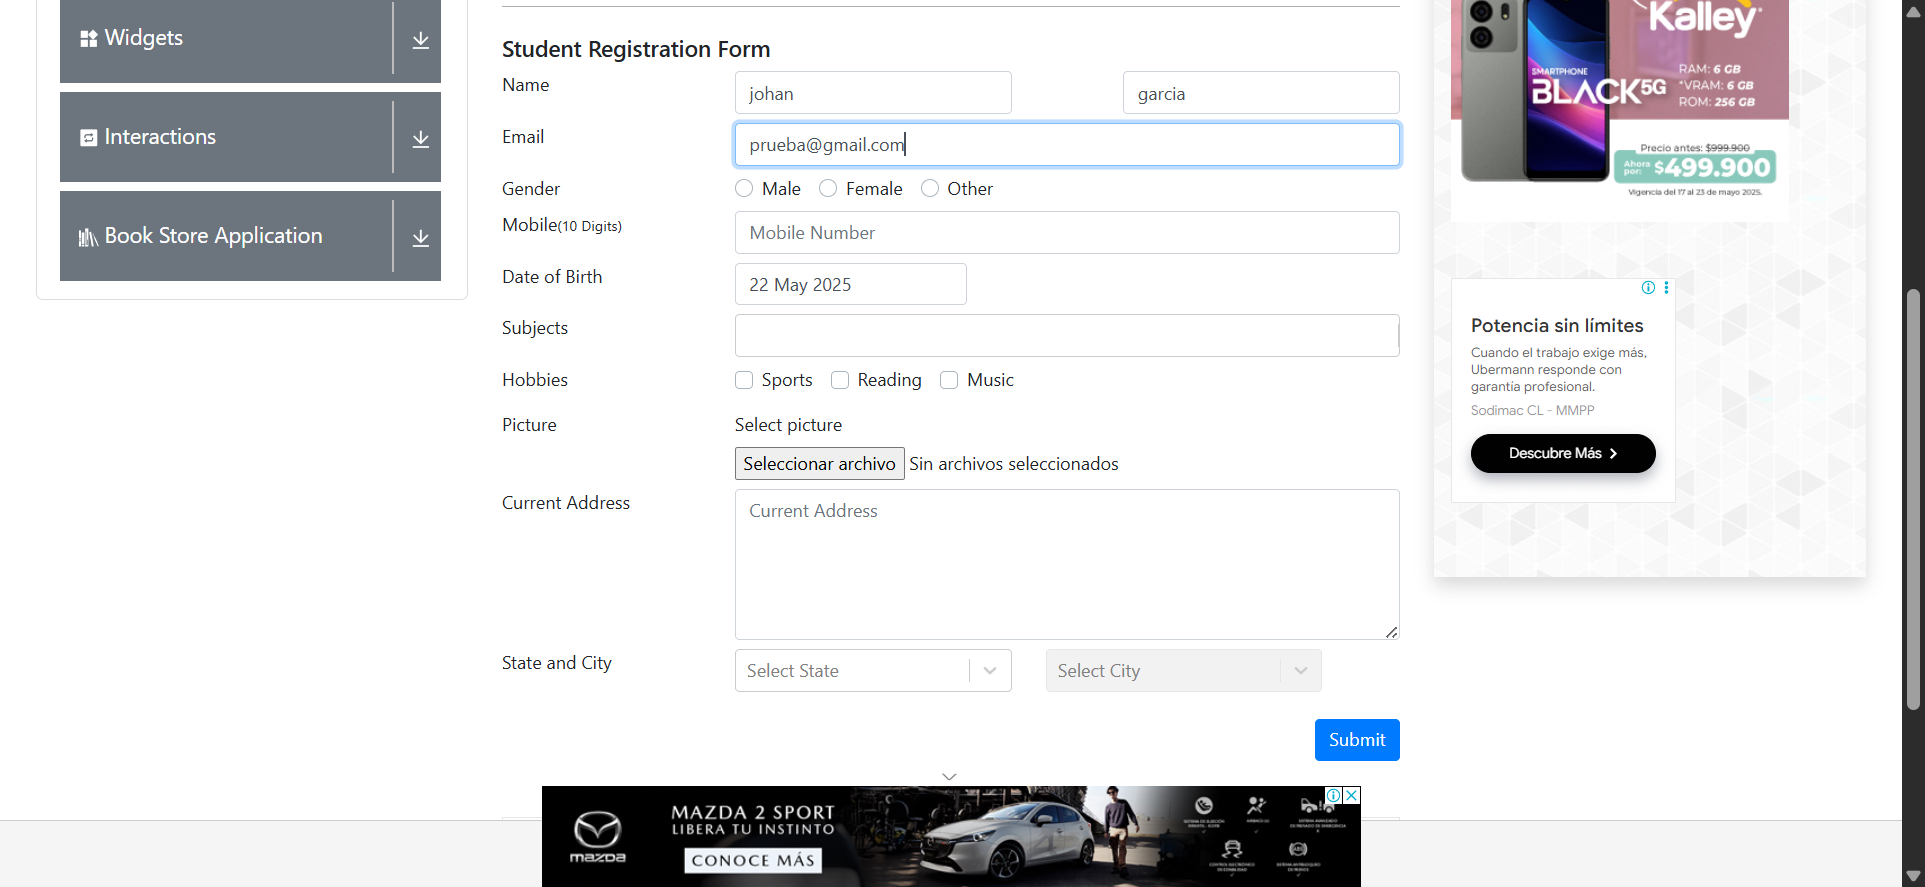 Widgets
Interactions
Book Store Application
Student Registration Form
Name
johan
garcia
Email
prueba@gmail.com
Gender
Male
Female
Other
Mobile(10 Digits)
Mobile Number
Date of Birth
22 May 2025
Subjects
Hobbies
Sports
Reading
Music
Picture
Select picture
Seleccionar archivo
Sin archivos seleccionados
Current Address
Current Address
State and City
Select State
Select City
Submit
Kalley
SMARTPHONE
BLACK5G
RAM: 6 GB
*VRAM: 6 GB
ROM: 256 GB
Precio antes: $999.900
Ahora por: $499.900
Vigencia del 17 al 23 de mayo 2025.
Potencia sin límites
Cuando el trabajo exige más,
Ubermann responde con
garantía profesional.
Sodimac CL - MMPP
Descubre Más
mazda
MAZDA 2 SPORT
LIBERA TU INSTINTO
CONOCE MÁS